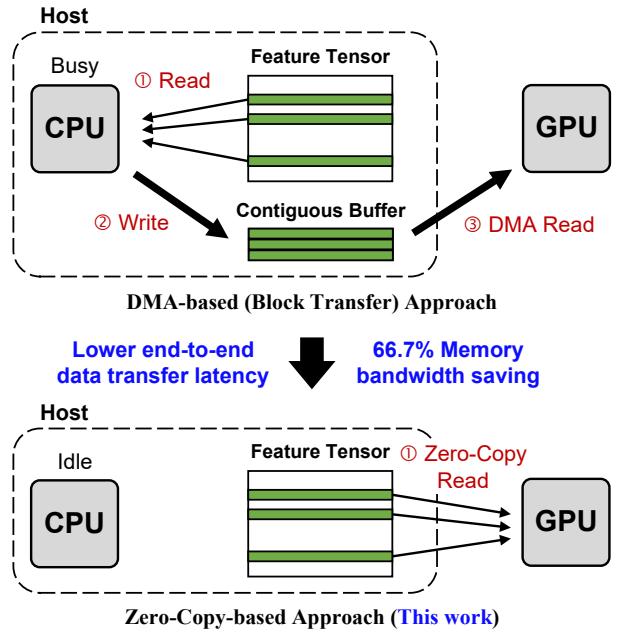 Host
Busy
① Read
Feature Tensor
CPU
GPU
② Write
Contiguous Buffer
③ DMA Read
DMA-based (Block Transfer) Approach
Lower end-to-end
data transfer latency
66.7% Memory
bandwidth saving
Host
Idle
Feature Tensor
① Zero-Copy
Read
CPU
GPU
Zero-Copy-based Approach (This work)